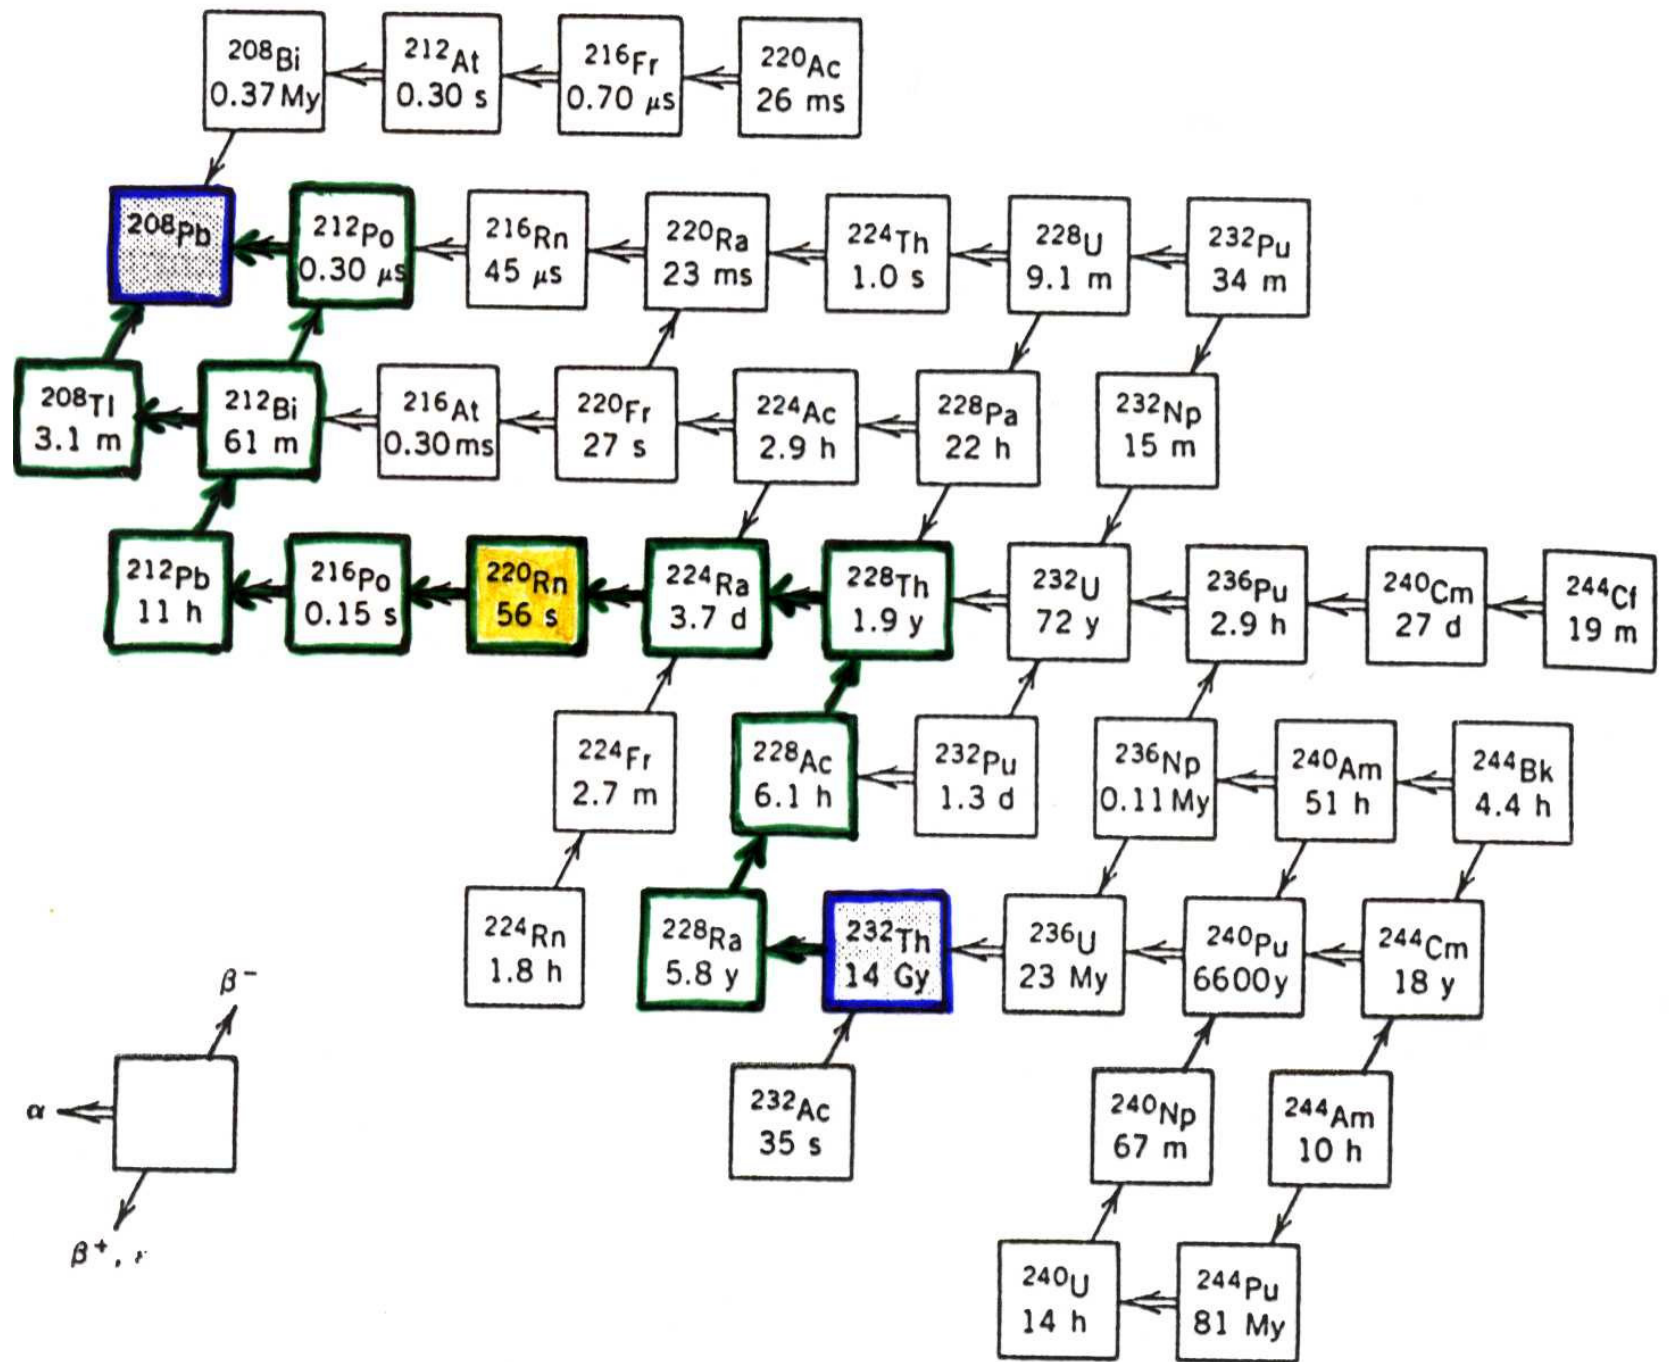 ²⁰⁸Bi
0.37 My
²¹²At
0.30 s
²¹⁶Fr
0.70 μs
²²⁰Ac
26 ms
²⁰⁸Pb
²¹²Po
0.30 μs
²¹⁶Rn
45 μs
²²⁰Ra
23 ms
²²⁴Th
1.0 s
²²⁸U
9.1 m
²³²Pu
34 m
²⁰⁸Tl
3.1 m
²¹²Bi
61 m
²¹⁶At
0.30 ms
²²⁰Fr
27 s
²²⁴Ac
2.9 h
²²⁸Pa
22 h
²³²Np
15 m
²¹²Pb
11 h
²¹⁶Po
0.15 s
²²⁰Rn
56 s
²²⁴Ra
3.7 d
²²⁸Th
1.9 y
²³²U
72 y
²³⁶Pu
2.9 h
²⁴⁰Cm
27 d
²⁴⁴Cf
19 m
²²⁴Fr
2.7 m
²²⁸Ac
6.1 h
²³²Pu
1.3 d
²³⁶Np
0.11 My
²⁴⁰Am
51 h
²⁴⁴Bk
4.4 h
²²⁴Rn
1.8 h
²²⁸Ra
5.8 y
²³²Th
14 Gy
²³⁶U
23 My
²⁴⁰Pu
6600 y
²⁴⁴Cm
18 y
β⁻
α
β⁺,
²³²Ac
35 s
²⁴⁰Np
67 m
²⁴⁴Am
10 h
²⁴⁰U
14 h
²⁴⁴Pu
81 My